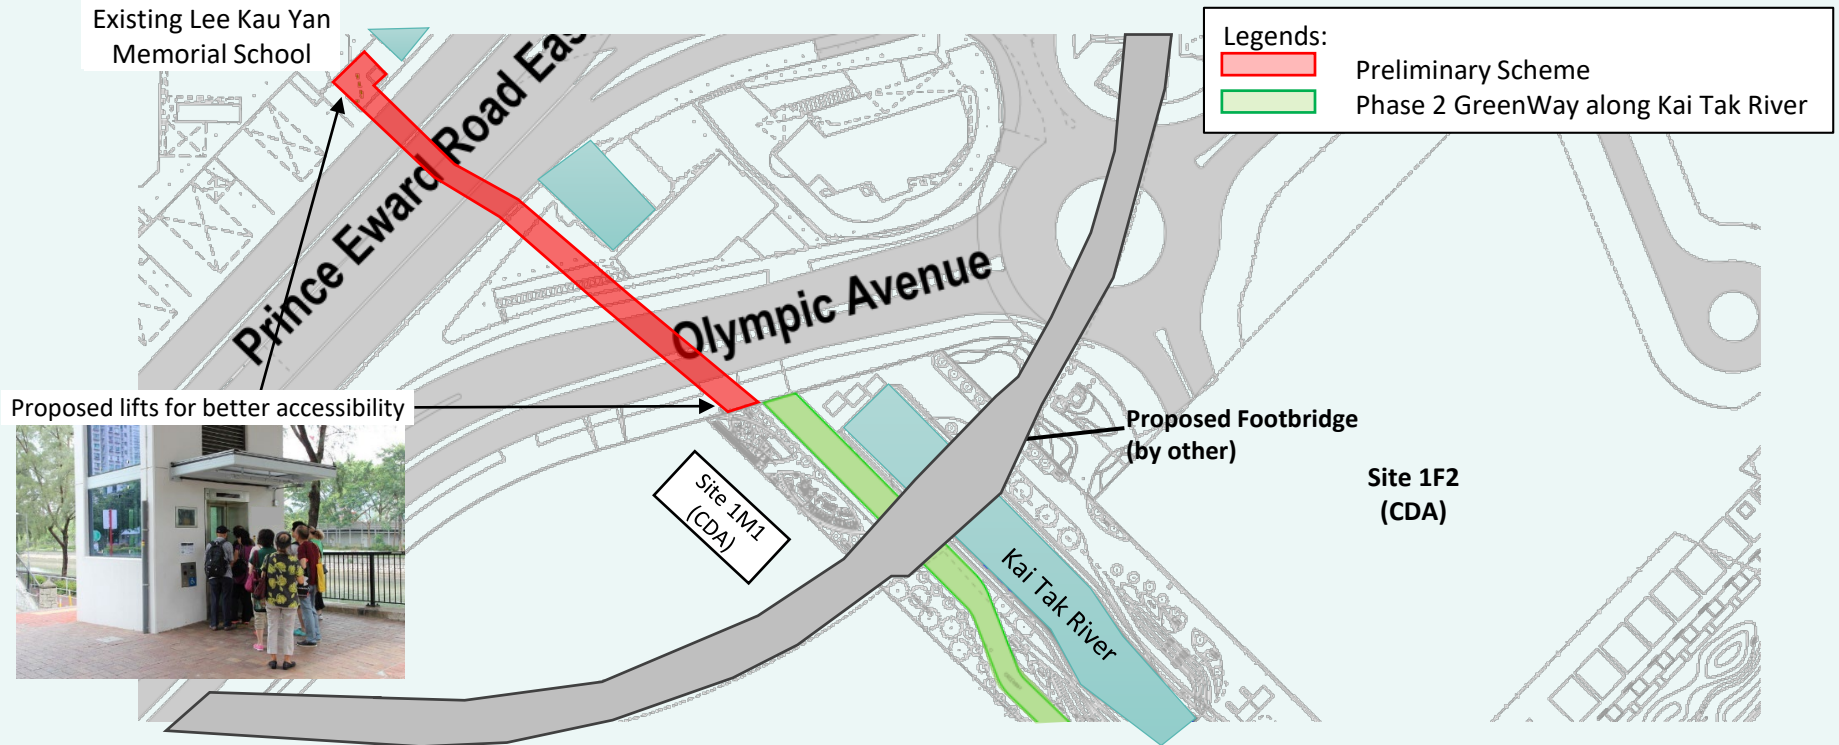 Existing Lee Kau Yan
Memorial School
Prince Eward Road Eas
Legends:
Preliminary Scheme
Phase 2 GreenWay along Kai Tak River
Olympic Avenue
Proposed lifts for better accessibility
Proposed Footbridge
(by other)
Site 1M1
(CDA)
Site 1F2
(CDA)
Kai Tak River